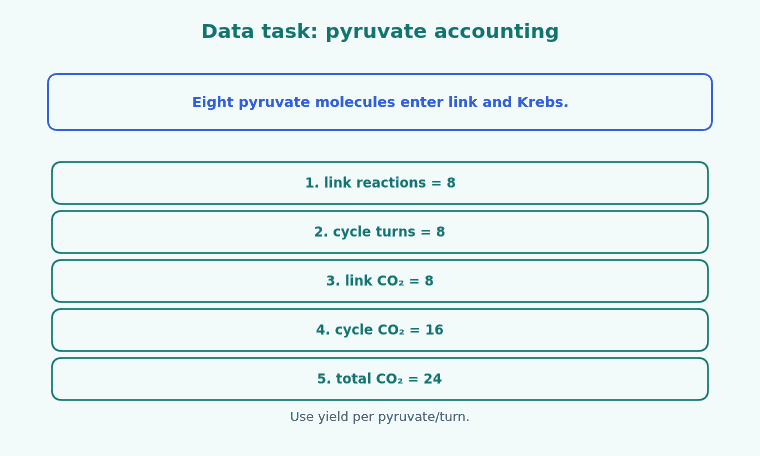 Data task: pyruvate accounting
Eight pyruvate molecules enter link and Krebs.
1. link reactions = 8
2. cycle turns = 8
3. link CO₂ = 8
4. cycle CO₂ = 16
5. total CO₂ = 24
Use yield per pyruvate/turn.